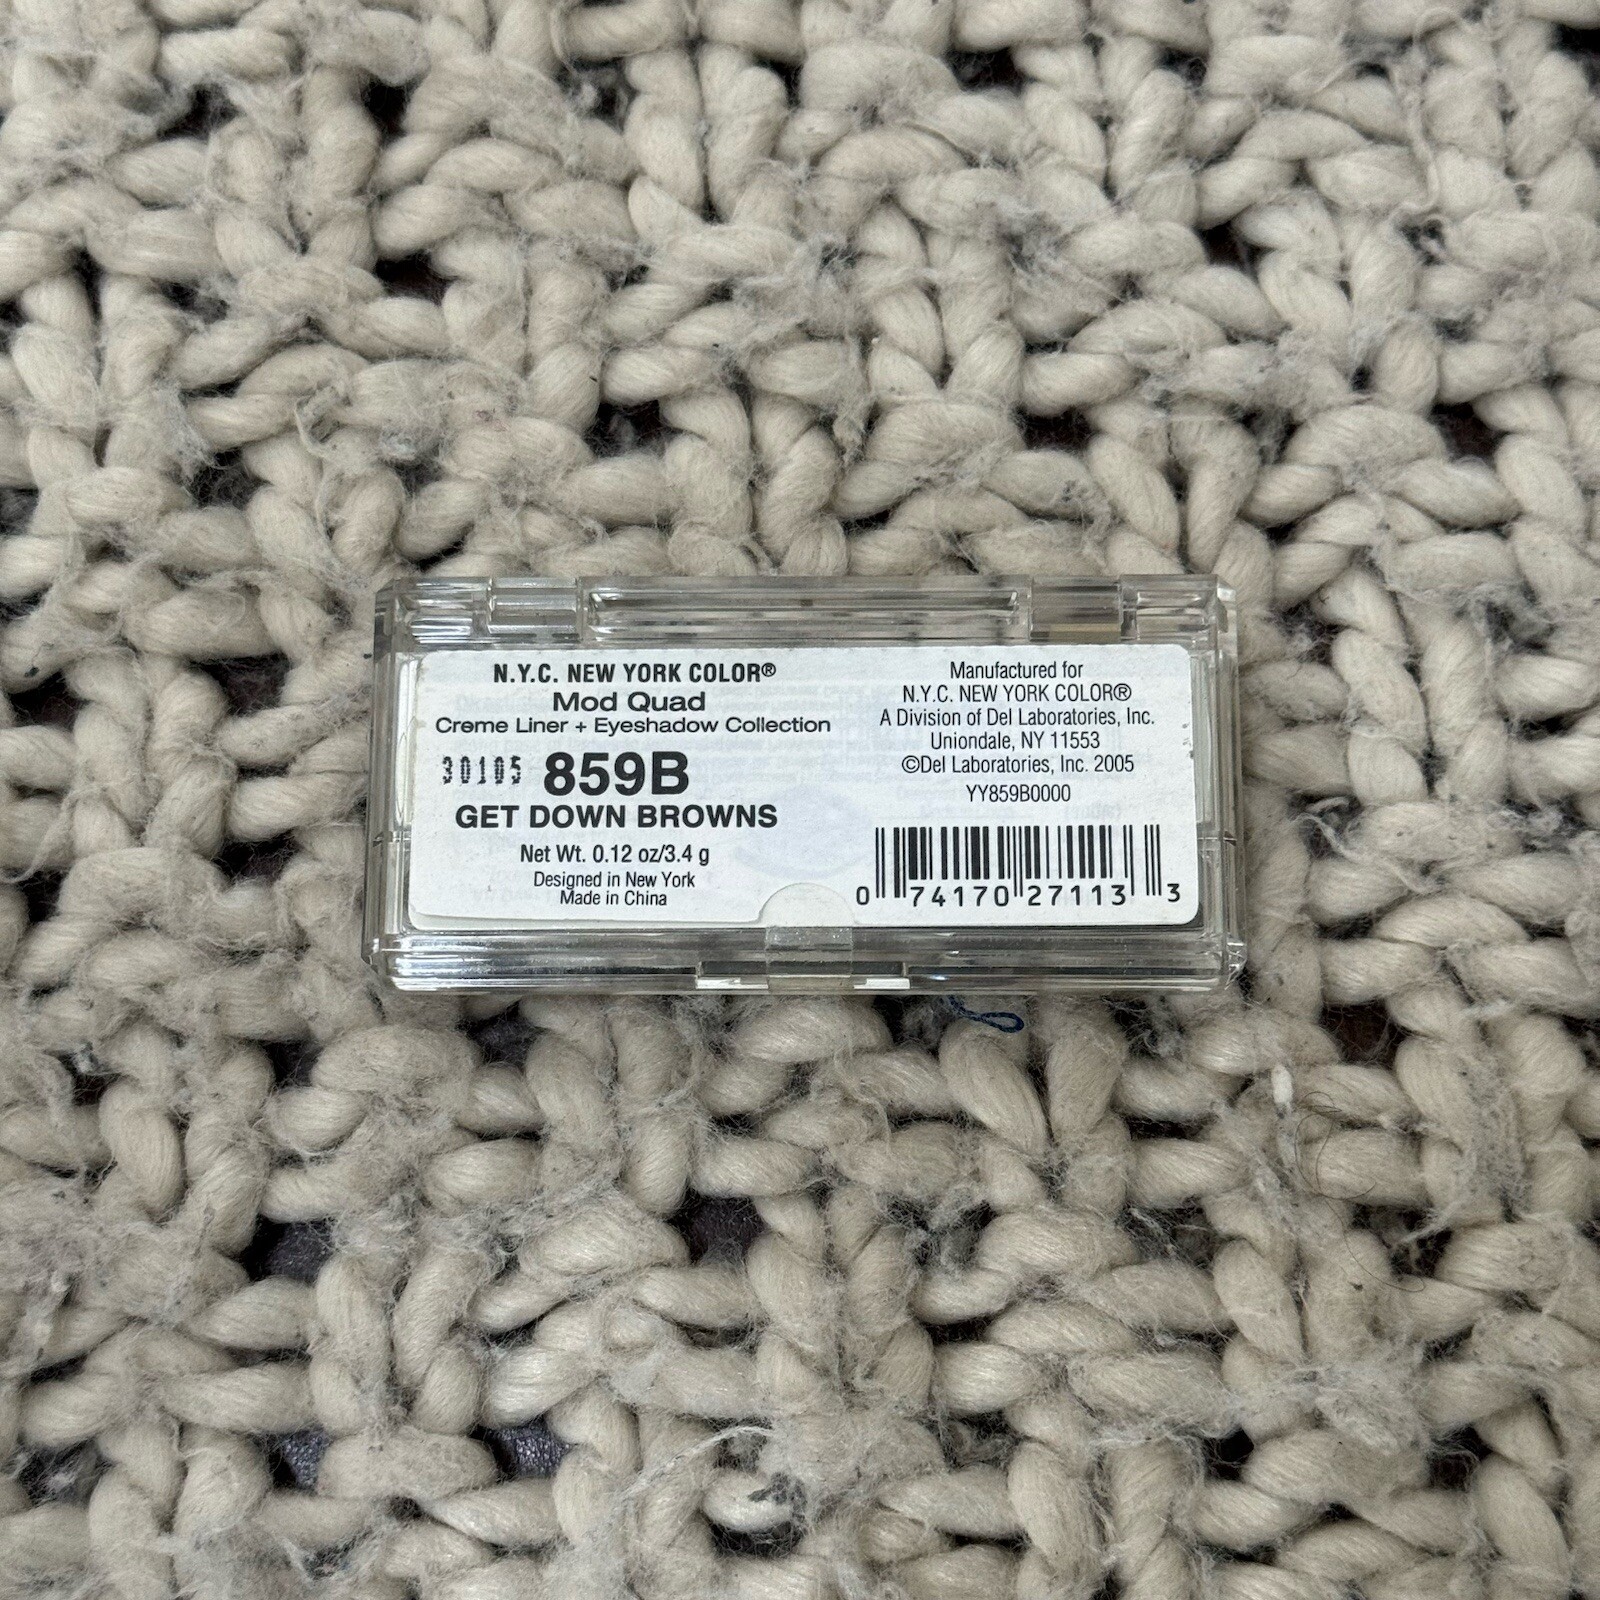 N.Y.C. NEW YORK COLOR®
Mod Quad
Creme Liner + Eyeshadow Collection
30105 859B
GET DOWN BROWNS
Net Wt. 0.12 oz/3.4 g
Designed in New York
Made in China
Manufactured for
N.Y.C. NEW YORK COLOR®
A Division of Del Laboratories, Inc.
Uniondale, NY 11553
©Del Laboratories, Inc. 2005
YY859B0000
0 74170 27113 3